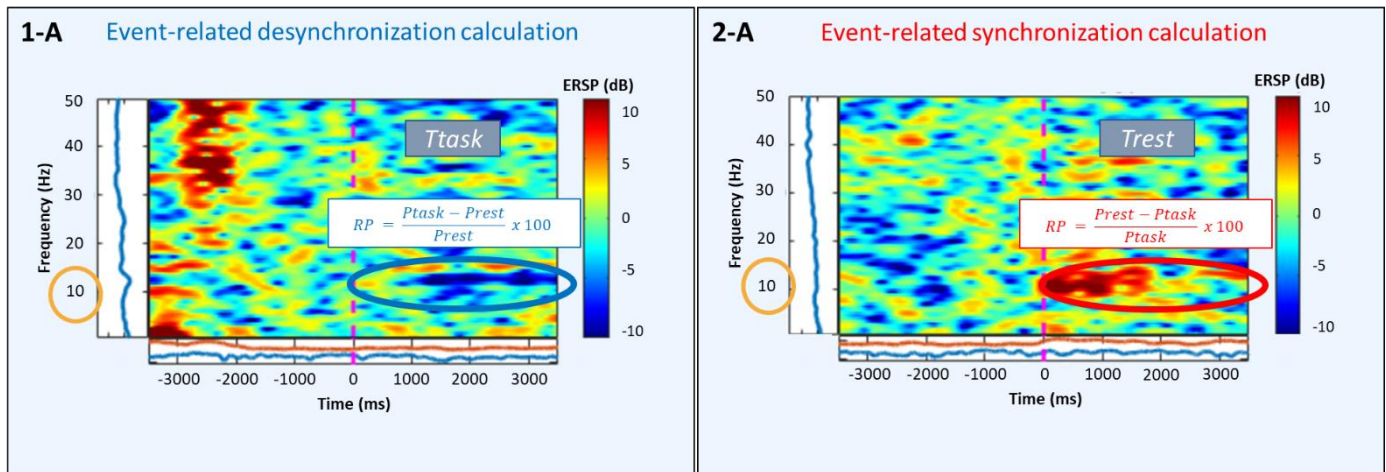 1-A Event-related desynchronization calculation
ERSP (dB)
50
40
30
20
10
Frequency (Hz)
Ttask
RP = (Ptask − Prest) / Prest x 100
10
5
0
-5
-10
-3000 -2000 -1000 0 1000 2000 3000
Time (ms)
2-A Event-related synchronization calculation
ERSP (dB)
50
40
30
20
10
Frequency (Hz)
Trest
RP = (Prest − Ptask) / Ptask x 100
10
5
0
-5
-10
-3000 -2000 -1000 0 1000 2000 3000
Time (ms)